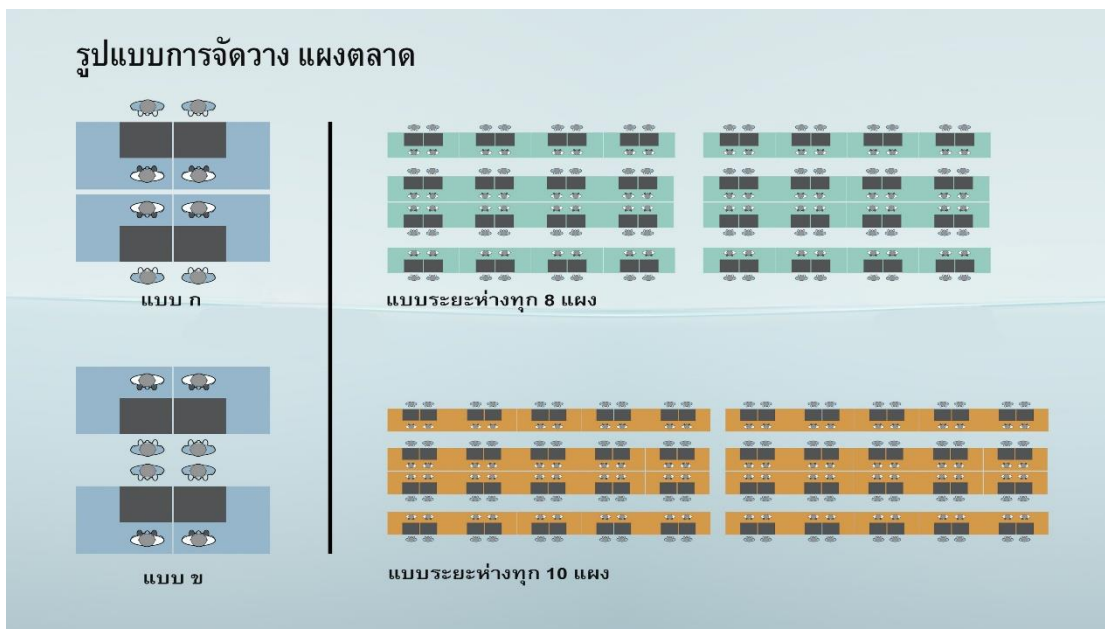 รูปแบบการจัดวาง แผงตลาด
แบบ ก
แบบระยะห่างทุก 8 แผง
แบบ ข
แบบระยะห่างทุก 10 แผง